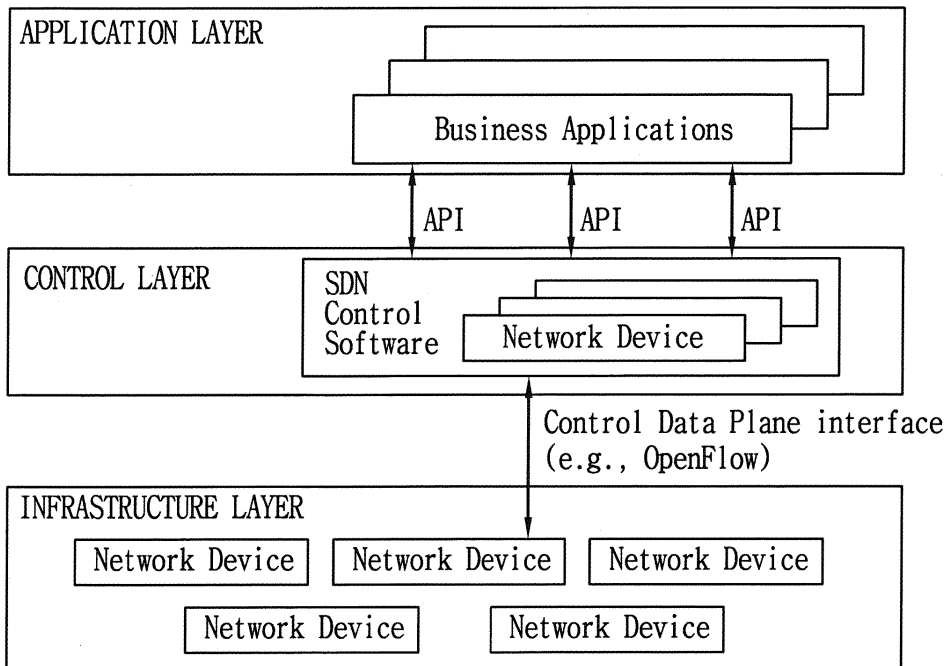 APPLICATION LAYER
Business Applications
API
API
API
CONTROL LAYER
SDN
Control
Software
Network Device
Control Data Plane interface
(e.g., OpenFlow)
INFRASTRUCTURE LAYER
Network Device
Network Device
Network Device
Network Device
Network Device